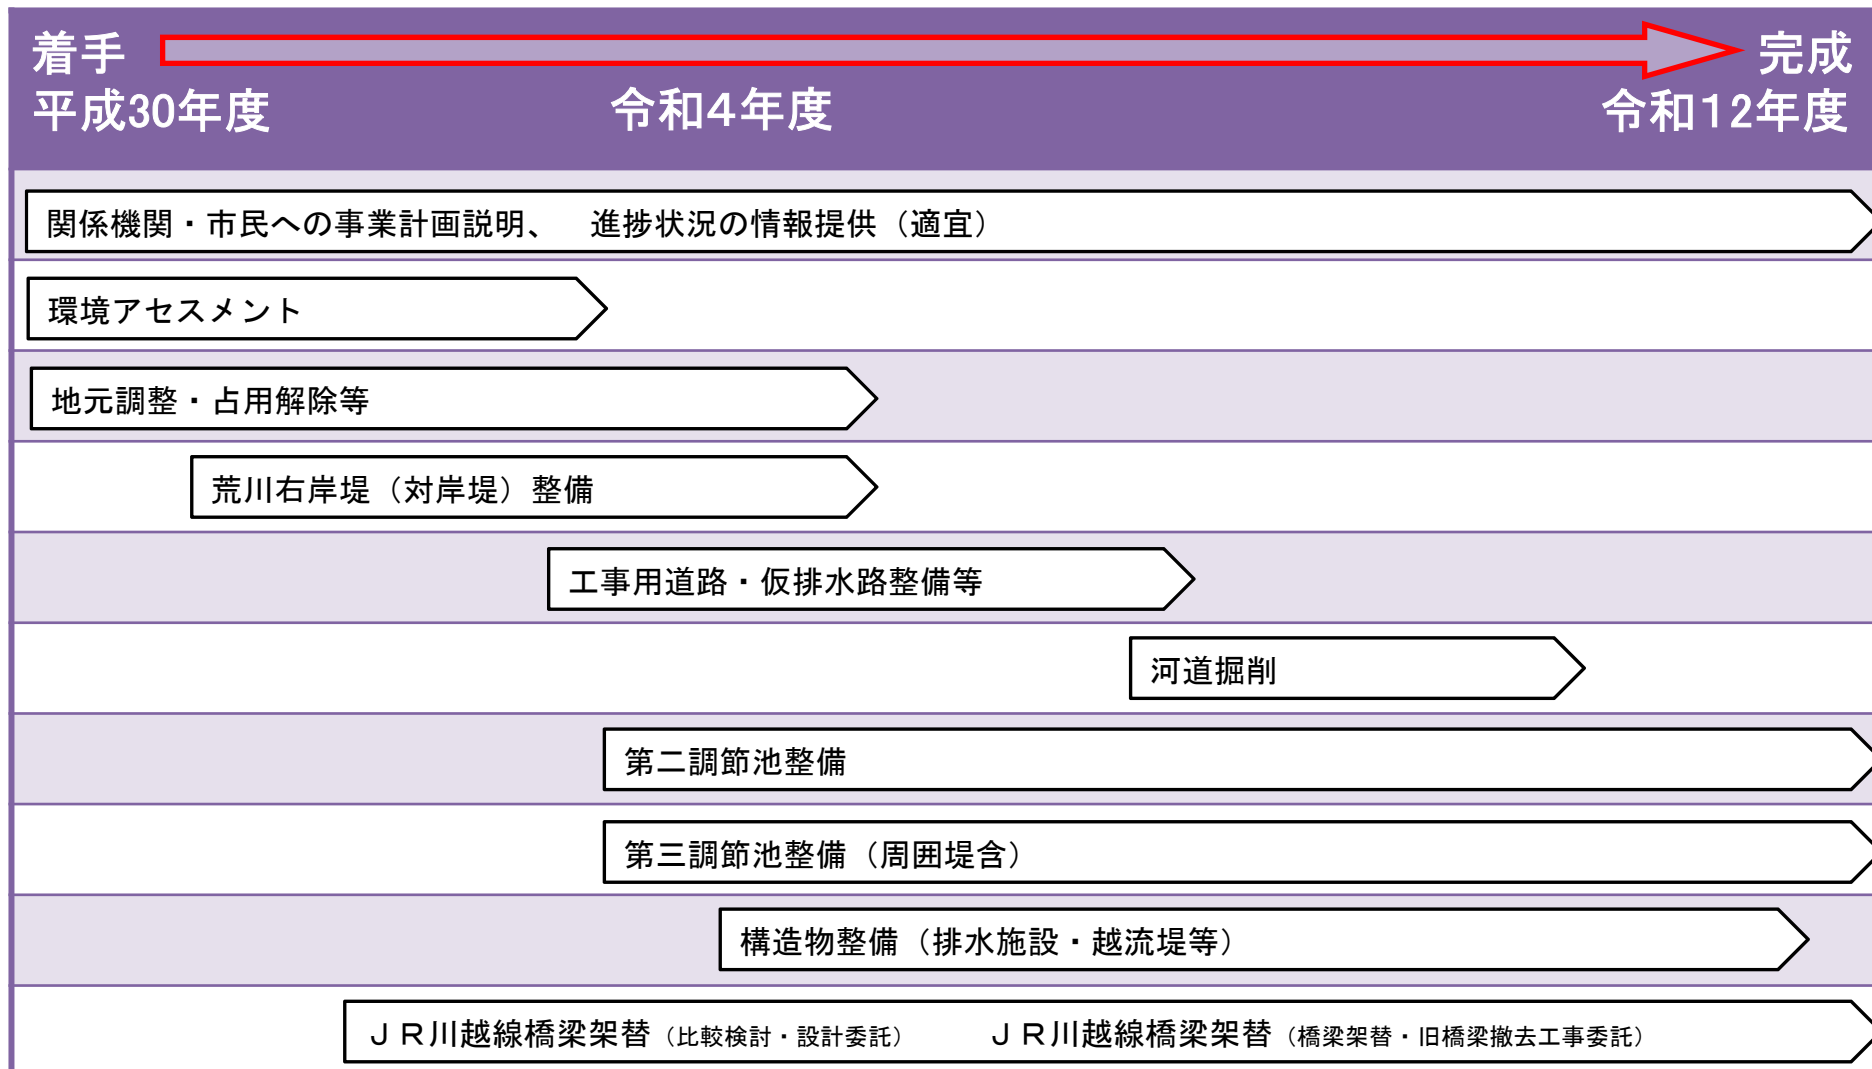 着手 完成
平成30年度 令和4年度 令和12年度
関係機関・市民への事業計画説明、 進捗状況の情報提供（適宜）
環境アセスメント
地元調整・占用解除等
荒川右岸堤（対岸堤）整備
工事用道路・仮排水路整備等
河道掘削
第二調節池整備
第三調節池整備（周囲堤含）
構造物整備（排水施設・越流堤等）
ＪＲ川越線橋梁架替（比較検討・設計委託） ＪＲ川越線橋梁架替（橋梁架替・旧橋梁撤去工事委託）